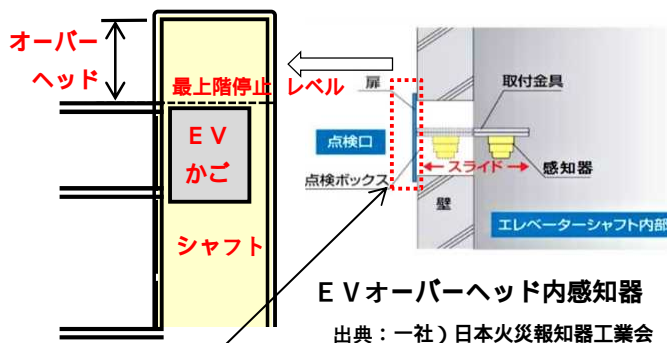 オーバー
ヘッド
最上階停止 レベル
ＥＶ
かご
シャフト
扉
点検口
点検ボックス
スライド
壁
取付金具
感知器
エレベーターシャフト内部
ＥＶオーバーヘッド内感知器
出典：一社）日本火災報知器工業会